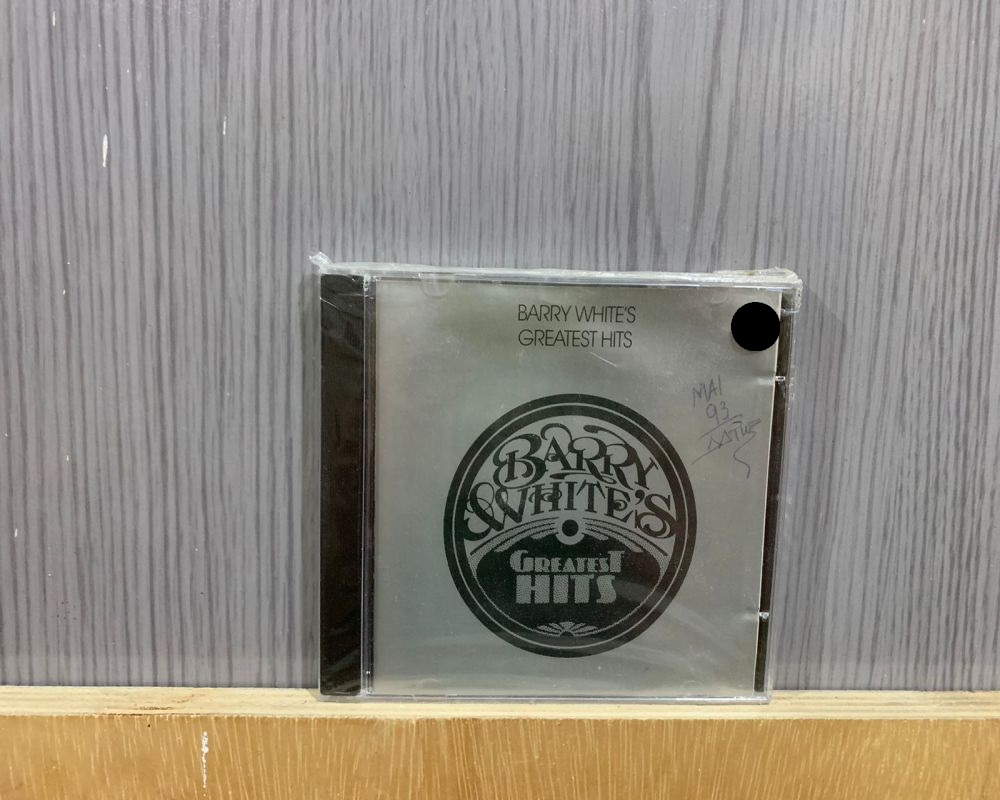 BARRY WHITE'S
GREATEST HITS
MAI
93
BARRY
WHITE'S
GREATEST
HITS